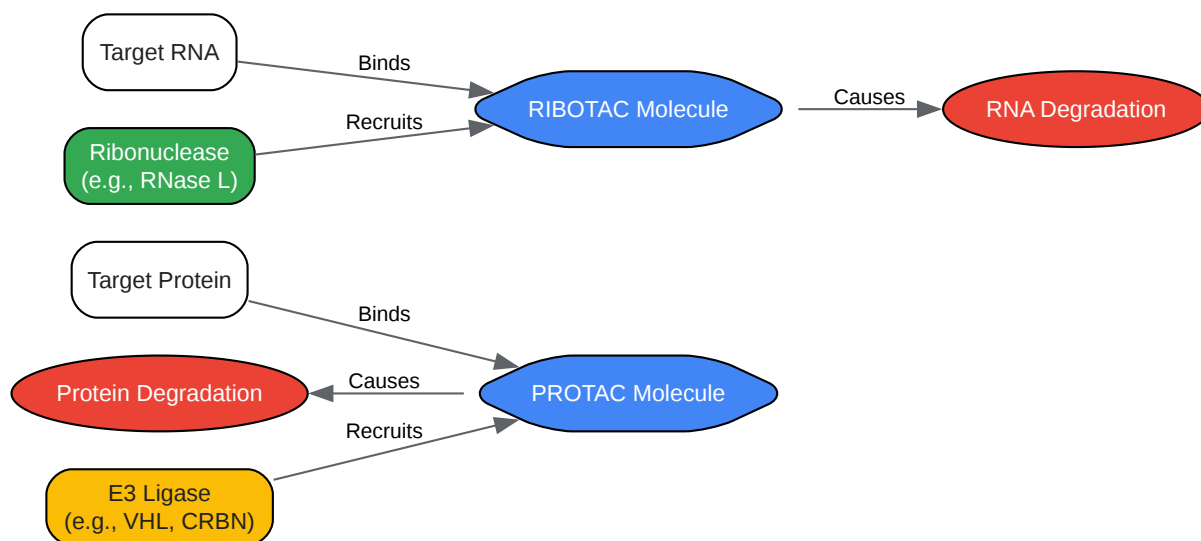 Target RNA
Binds
RIBOTAC Molecule
Causes
RNA Degradation
Recruits
Ribonuclease
(e.g., RNase L)
Target Protein
Binds
Protein Degradation
Causes
PROTAC Molecule
Recruits
E3 Ligase
(e.g., VHL, CRBN)